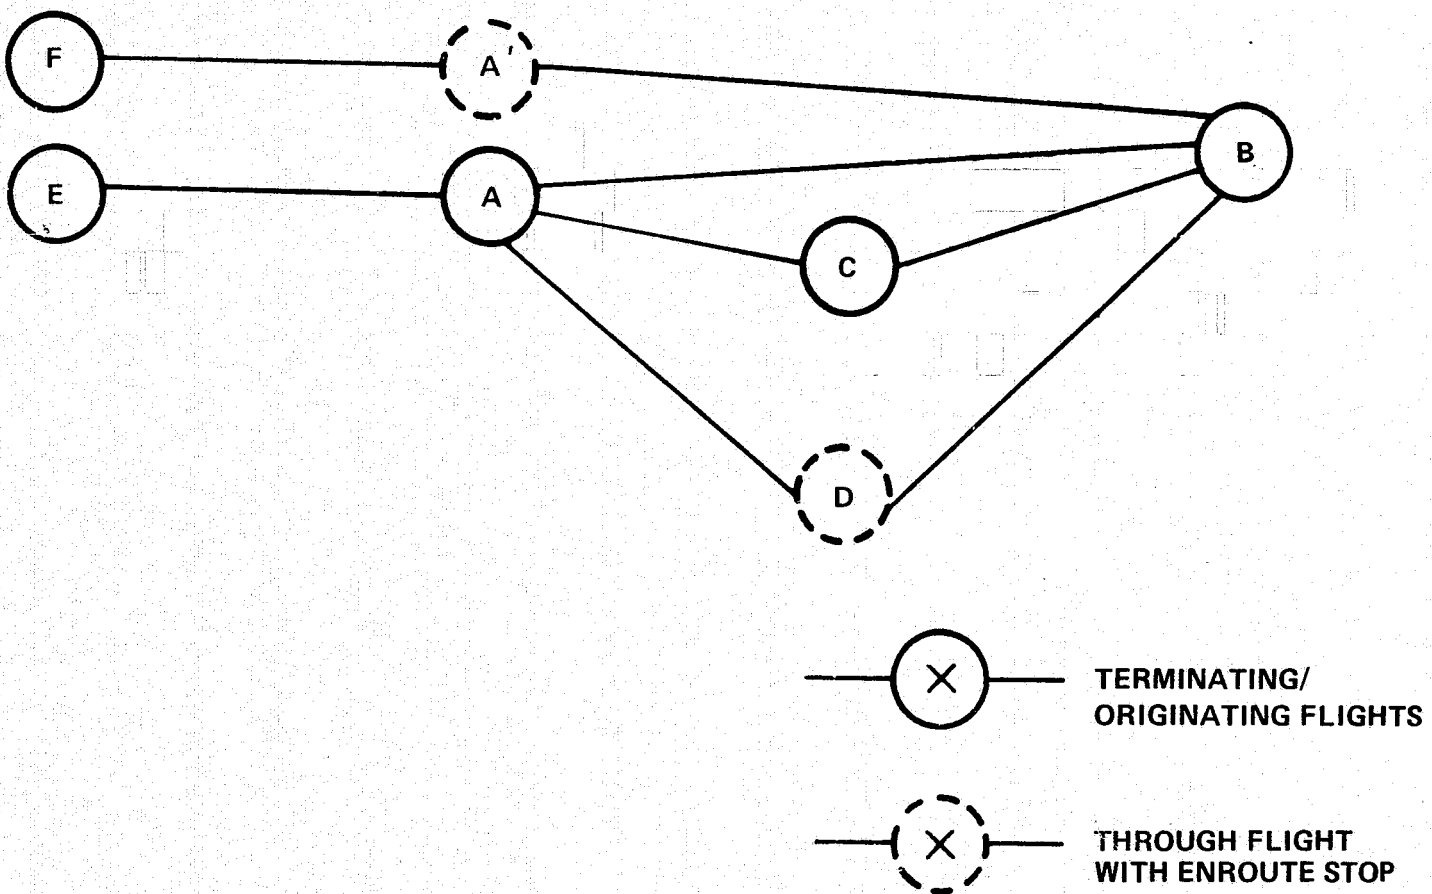 F
A'
B
E
A
C
D
X
TERMINATING/
ORIGINATING FLIGHTS
X
THROUGH FLIGHT
WITH ENROUTE STOP